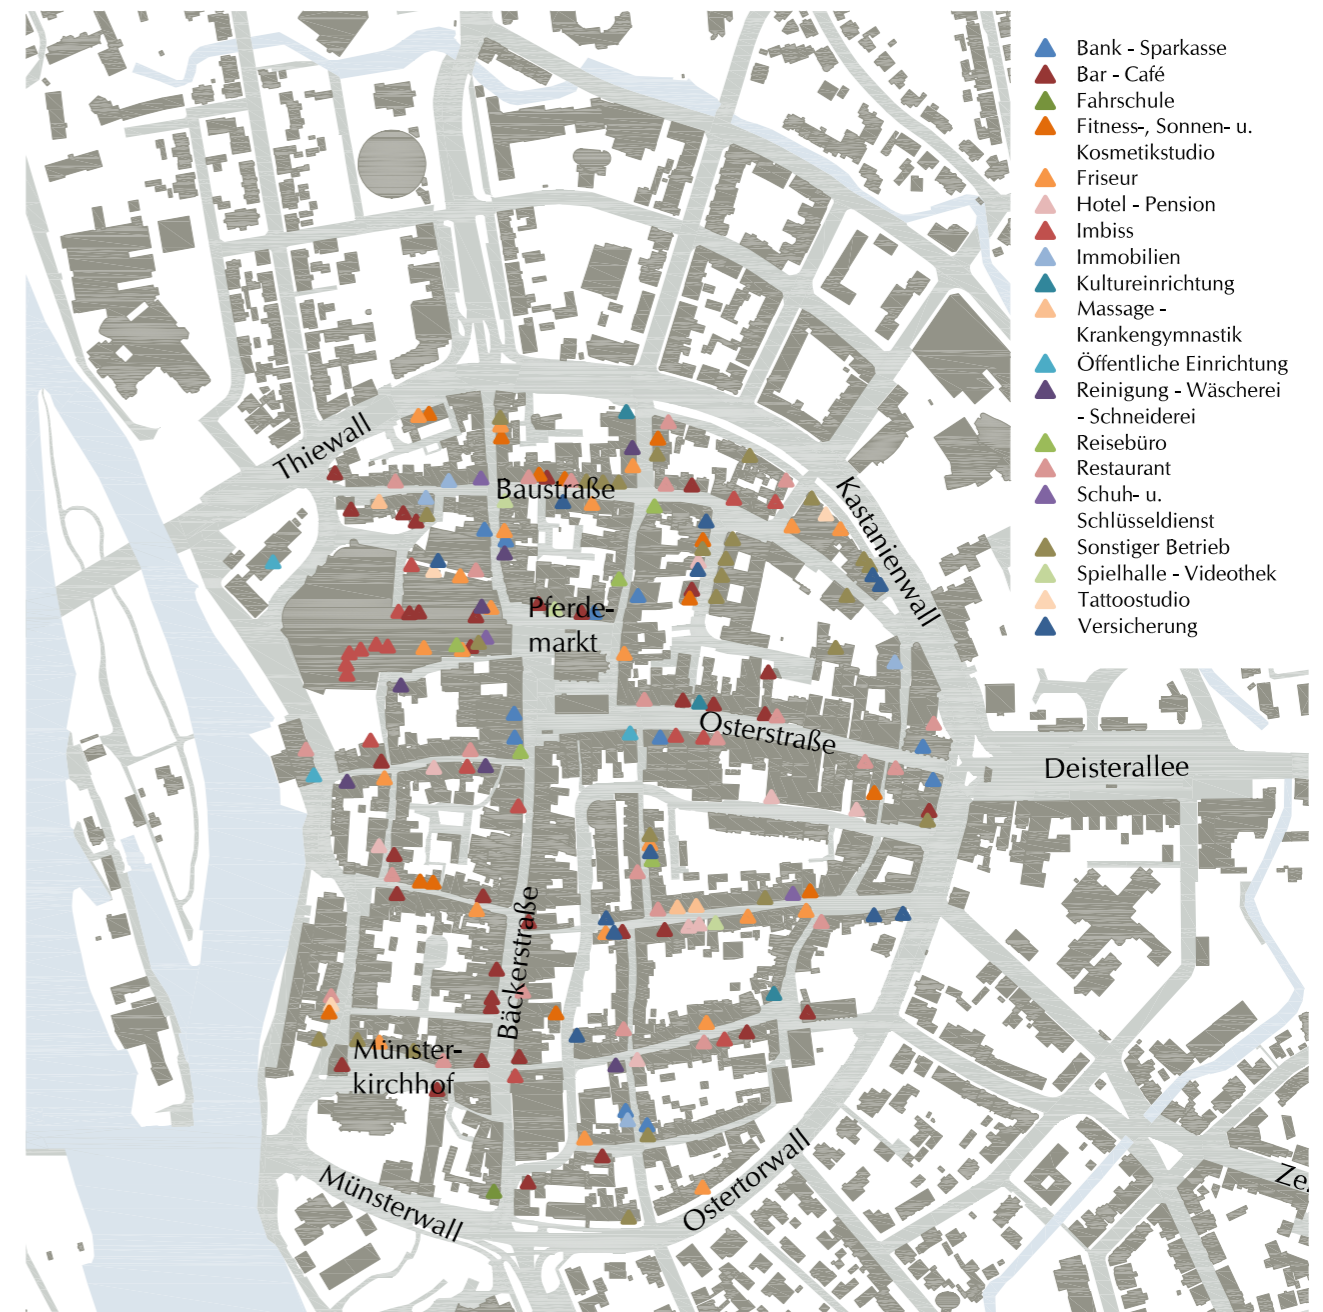 Bank - Sparkasse
Bar - Café
Fahrschule
Fitness-, Sonnen- u.
Kosmetikstudio
Friseur
Hotel - Pension
Imbiss
Immobilien
Kultureinrichtung
Massage -
Krankengymnastik
Öffentliche Einrichtung
Reinigung - Wäscherei
- Schneiderei
Reisebüro
Restaurant
Schuh- u.
Schlüsseldienst
Sonstiger Betrieb
Spielhalle - Videothek
Tattoostudio
Versicherung
Thiewall
Baustraße
Kastanienwall
Pferde-
markt
Osterstraße
Deisterallee
Bäckerstraße
Münster-
kirchhof
Münsterwall
Ostertorwall
Ze